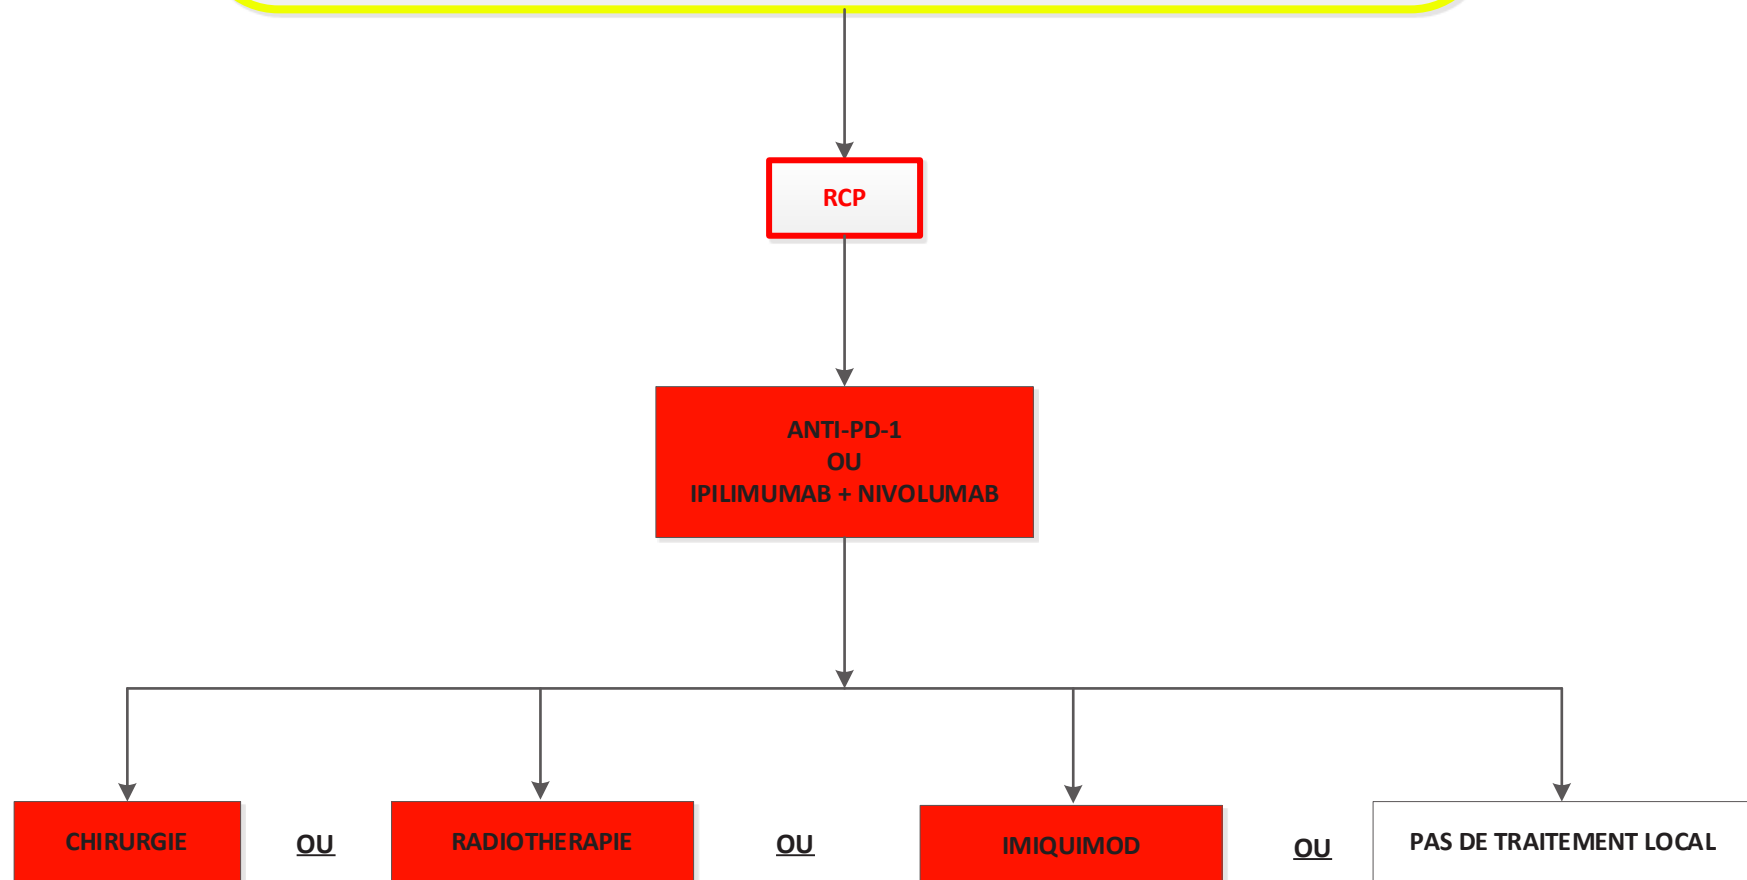 RCP
ANTI-PD-1
OU
IPILIMUMAB + NIVOLUMAB
CHIRURGIE
OU
RADIOTHERAPIE
OU
IMIQUIMOD
OU
PAS DE TRAITEMENT LOCAL